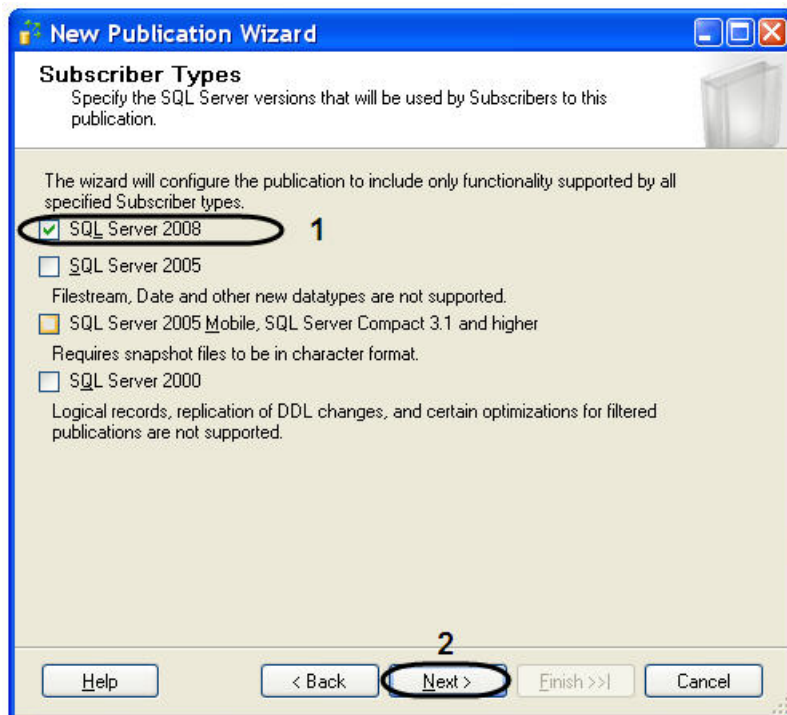 New Publication Wizard
Subscriber Types
Specify the SQL Server versions that will be used by Subscribers to this
publication.
The wizard will configure the publication to include only functionality supported by all
specified Subscriber types.
SQL Server 2008 1
SQL Server 2005
Filestream, Date and other new datatypes are not supported.
SQL Server 2005 Mobile, SQL Server Compact 3.1 and higher
Requires snapshot files to be in character format.
SQL Server 2000
Logical records, replication of DDL changes, and certain optimizations for filtered
publications are not supported.
2
Help < Back Next > Finish >>| Cancel